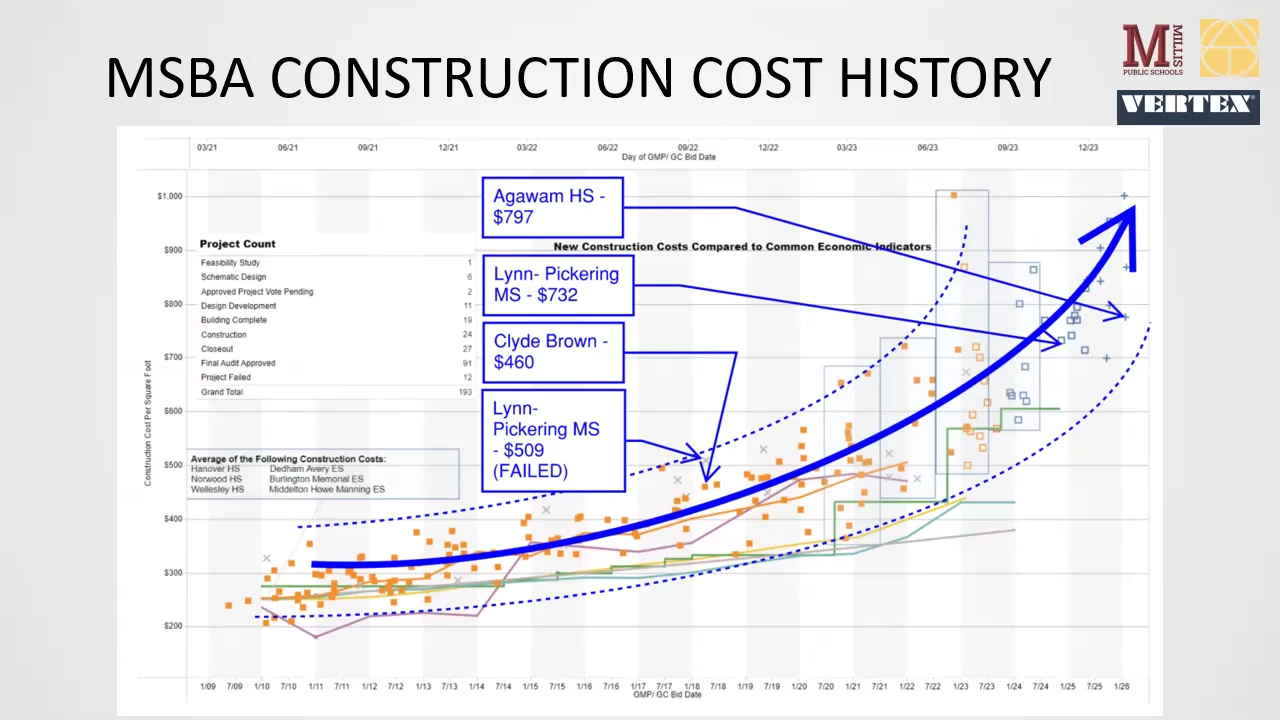 MSBA CONSTRUCTION COST HISTORY
M
MILLIS
PUBLIC SCHOOLS
VERTEX
03/21 06/21 09/21 12/21 03/22 06/22 09/22 12/22 03/23 06/23 09/23 12/23
Day of GMP/ GC Bid Date
$1,000
$900
$800
$700
$600
$500
$400
$300
$200
Construction Cost Per Square Foot
New Construction Costs Compared to Common Economic Indicators
Project Count
Feasibility Study 1
Schematic Design 6
Approved Project Vote Pending 2
Design Development 11
Building Complete 19
Construction 24
Closeout 27
Final Audit Approved 91
Project Failed 12
Grand Total 193
Agawam HS -
$797
Lynn- Pickering
MS - $732
Clyde Brown -
$460
Lynn-
Pickering MS
- $509
(FAILED)
Average of the Following Construction Costs:
Hanover HS Dedham Avery ES
Norwood HS Burlington Memorial ES
Wellesley HS Middelton Howe Manning ES
1/09 7/09 1/10 7/10 1/11 7/11 1/12 7/12 1/13 7/13 1/14 7/14 1/15 7/15 1/16 7/16 1/17 7/17 1/18 7/18 1/19 7/19 1/20 7/20 1/21 7/21 1/22 7/22 1/23 7/23 1/24 7/24 1/25 7/25 1/26
GMP/ GC Bid Date